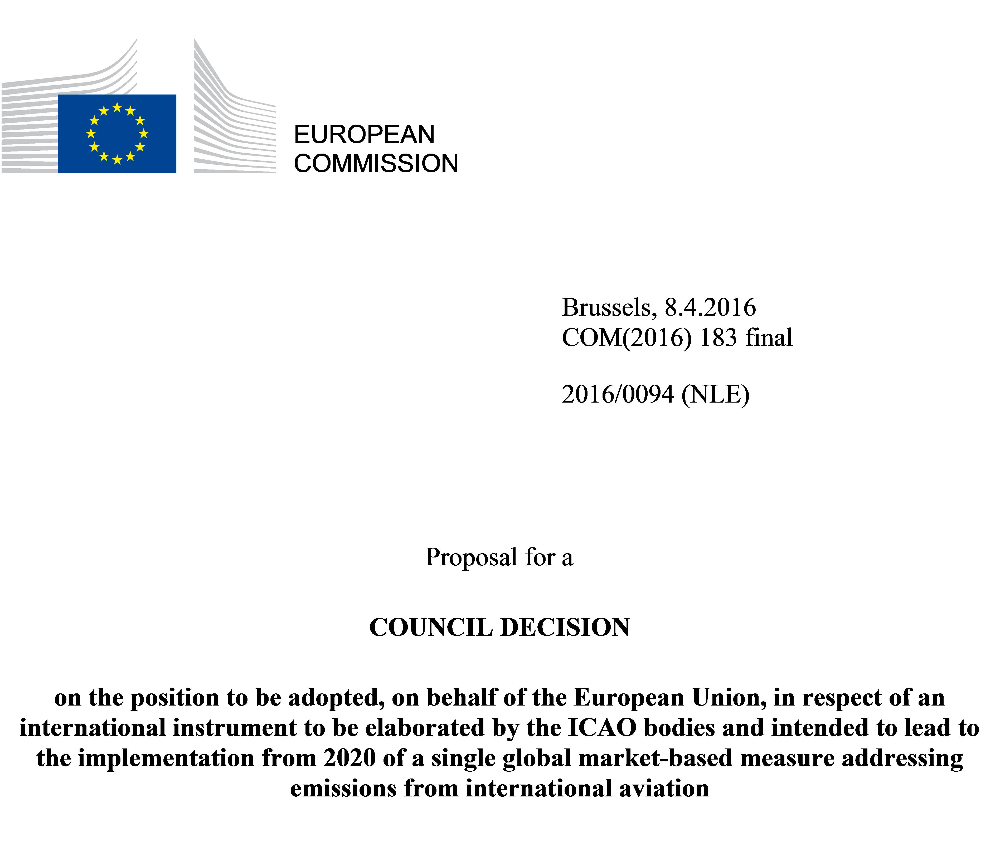 EUROPEAN
COMMISSION
Brussels, 8.4.2016
COM(2016) 183 final
2016/0094 (NLE)
Proposal for a
COUNCIL DECISION
on the position to be adopted, on behalf of the European Union, in respect of an
international instrument to be elaborated by the ICAO bodies and intended to lead to
the implementation from 2020 of a single global market-based measure addressing
emissions from international aviation